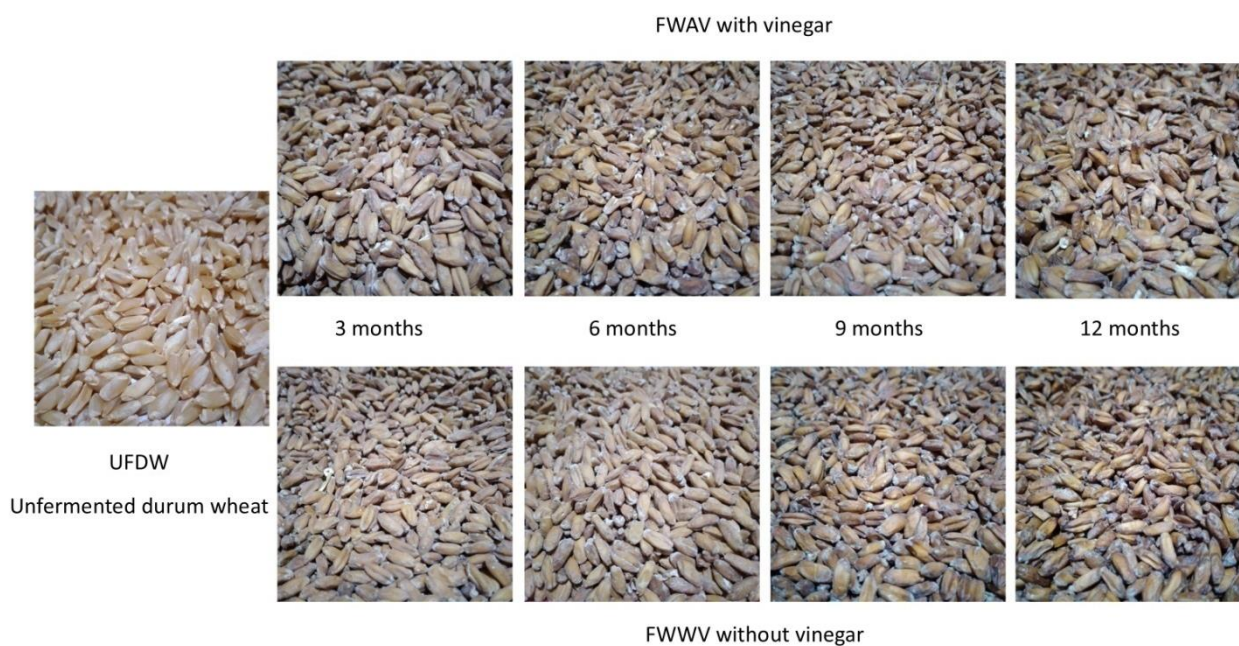 FWAV with vinegar
3 months
6 months
9 months
12 months
UFDW
Unfermented durum wheat
FWWV without vinegar